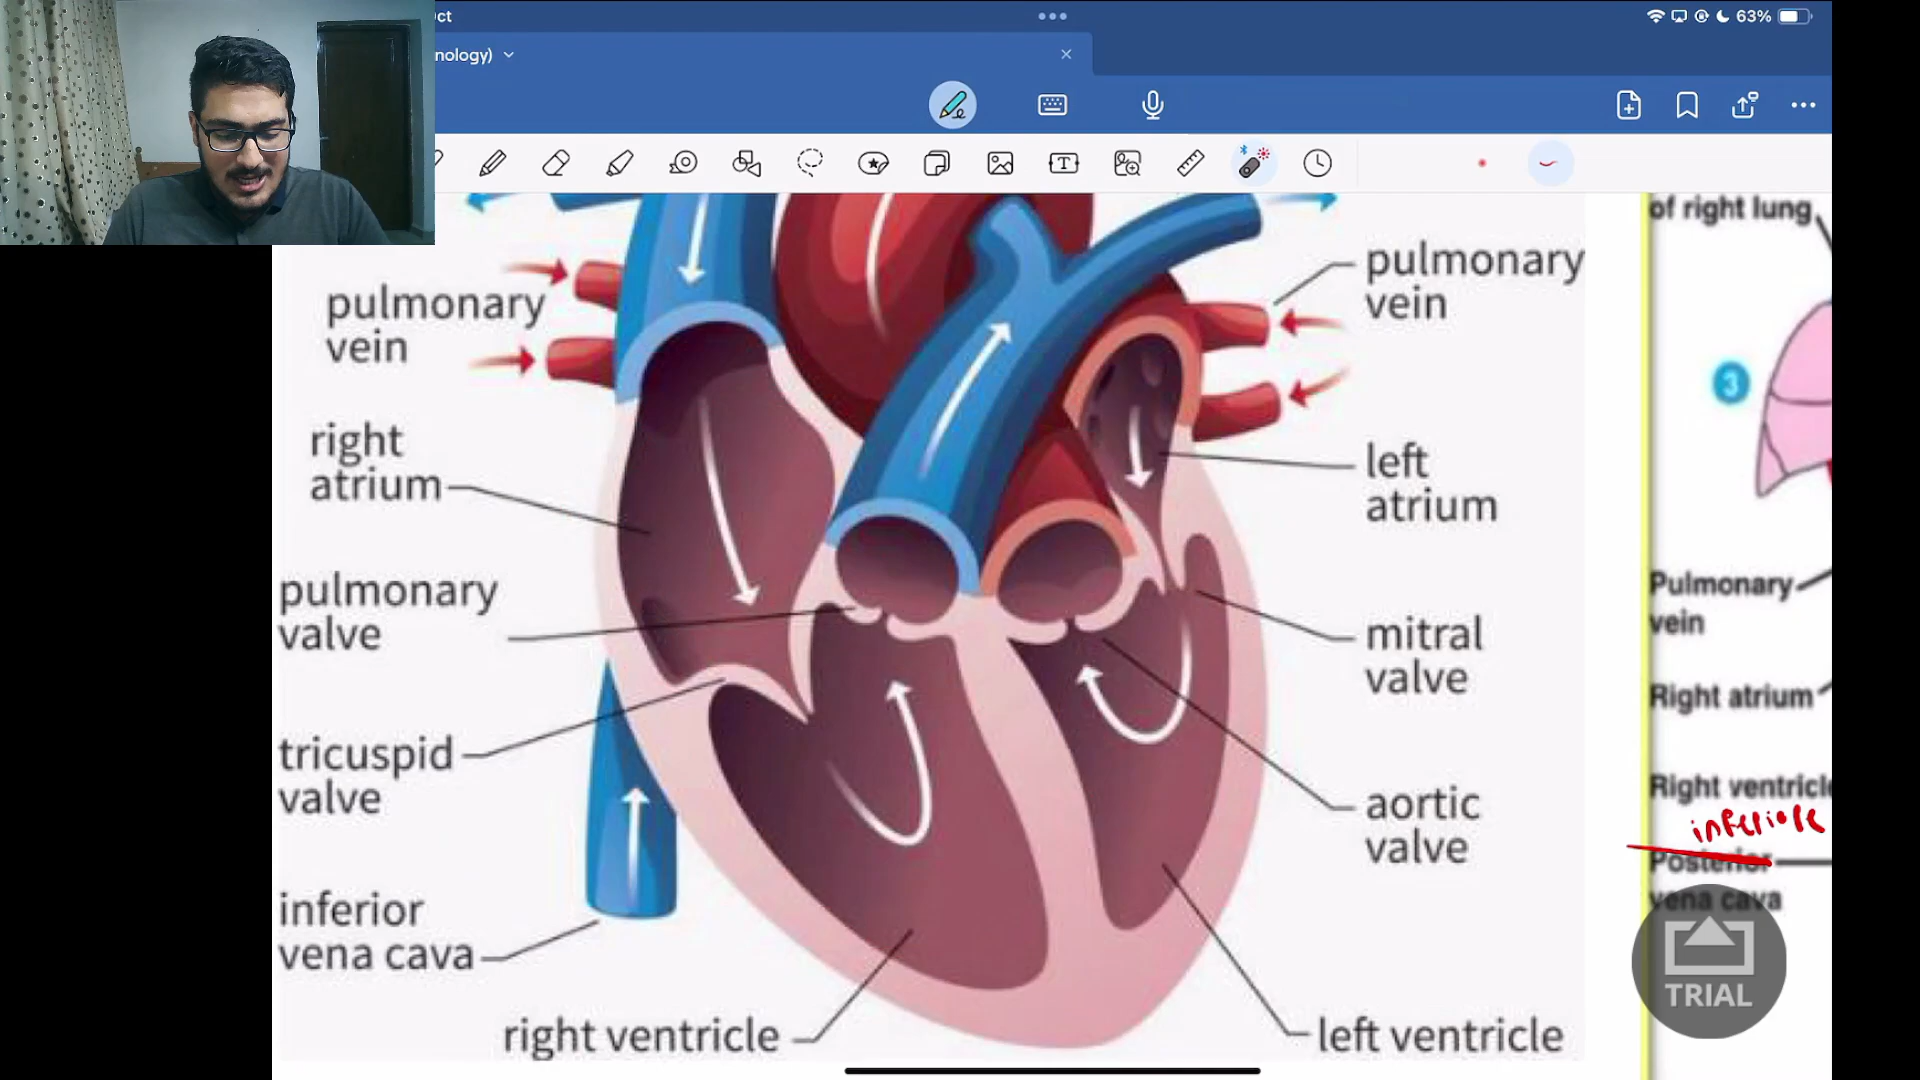 ct
63%
nology)
of right lung
pulmonary
vein
pulmonary
vein
3
right
atrium
left
atrium
pulmonary
valve
Pulmonary
vein
mitral
valve
Right atrium
tricuspid
valve
Right ventricle
inferiore
aortic
valve
Posterior
vena cava
inferior
vena cava
TRIAL
right ventricle
left ventricle